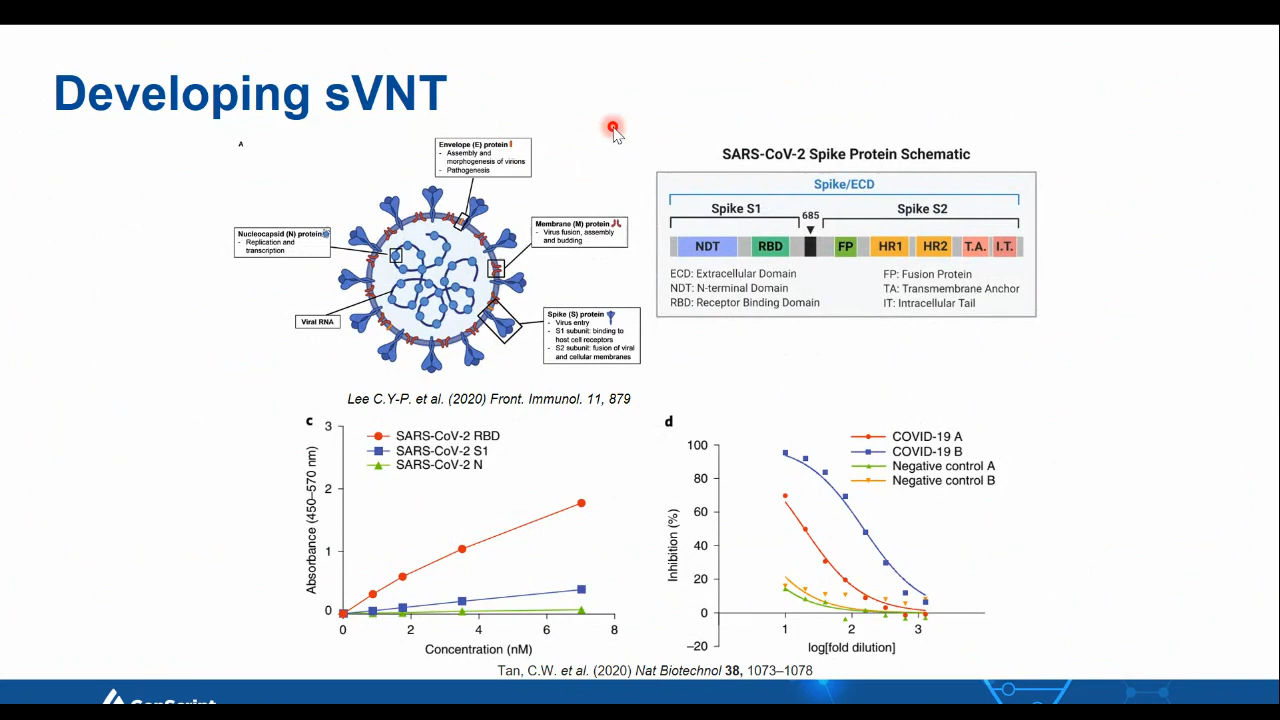 Developing sVNT
A
Envelope (E) protein
- Assembly and
morphogenesis of virions
- Pathogenesis
Nucleocapsid (N) protein
- Replication and
transcription
Membrane (M) protein
- Virus fusion, assembly
and budding
Viral RNA
Spike (S) protein
- Virus entry
- S1 subunit: binding to
host cell receptors
- S2 subunit: fusion of viral
and cellular membranes
Lee C.Y-P. et al. (2020) Front. Immunol. 11, 879
SARS-CoV-2 Spike Protein Schematic
Spike/ECD
Spike S1 685 Spike S2
NDT RBD FP HR1 HR2 T.A. I.T.
ECD: Extracellular Domain
NDT: N-terminal Domain
RBD: Receptor Binding Domain
FP: Fusion Protein
TA: Transmembrane Anchor
IT: Intracellular Tail
c
SARS-CoV-2 RBD
SARS-CoV-2 S1
SARS-CoV-2 N
Absorbance (450–570 nm)
3
2
1
0
0 2 4 6 8
Concentration (nM)
d
COVID-19 A
COVID-19 B
Negative control A
Negative control B
Inhibition (%)
100
80
60
40
20
0
–20
1 2 3
log[fold dilution]
Tan, C.W. et al. (2020) Nat Biotechnol 38, 1073–1078
GenScript